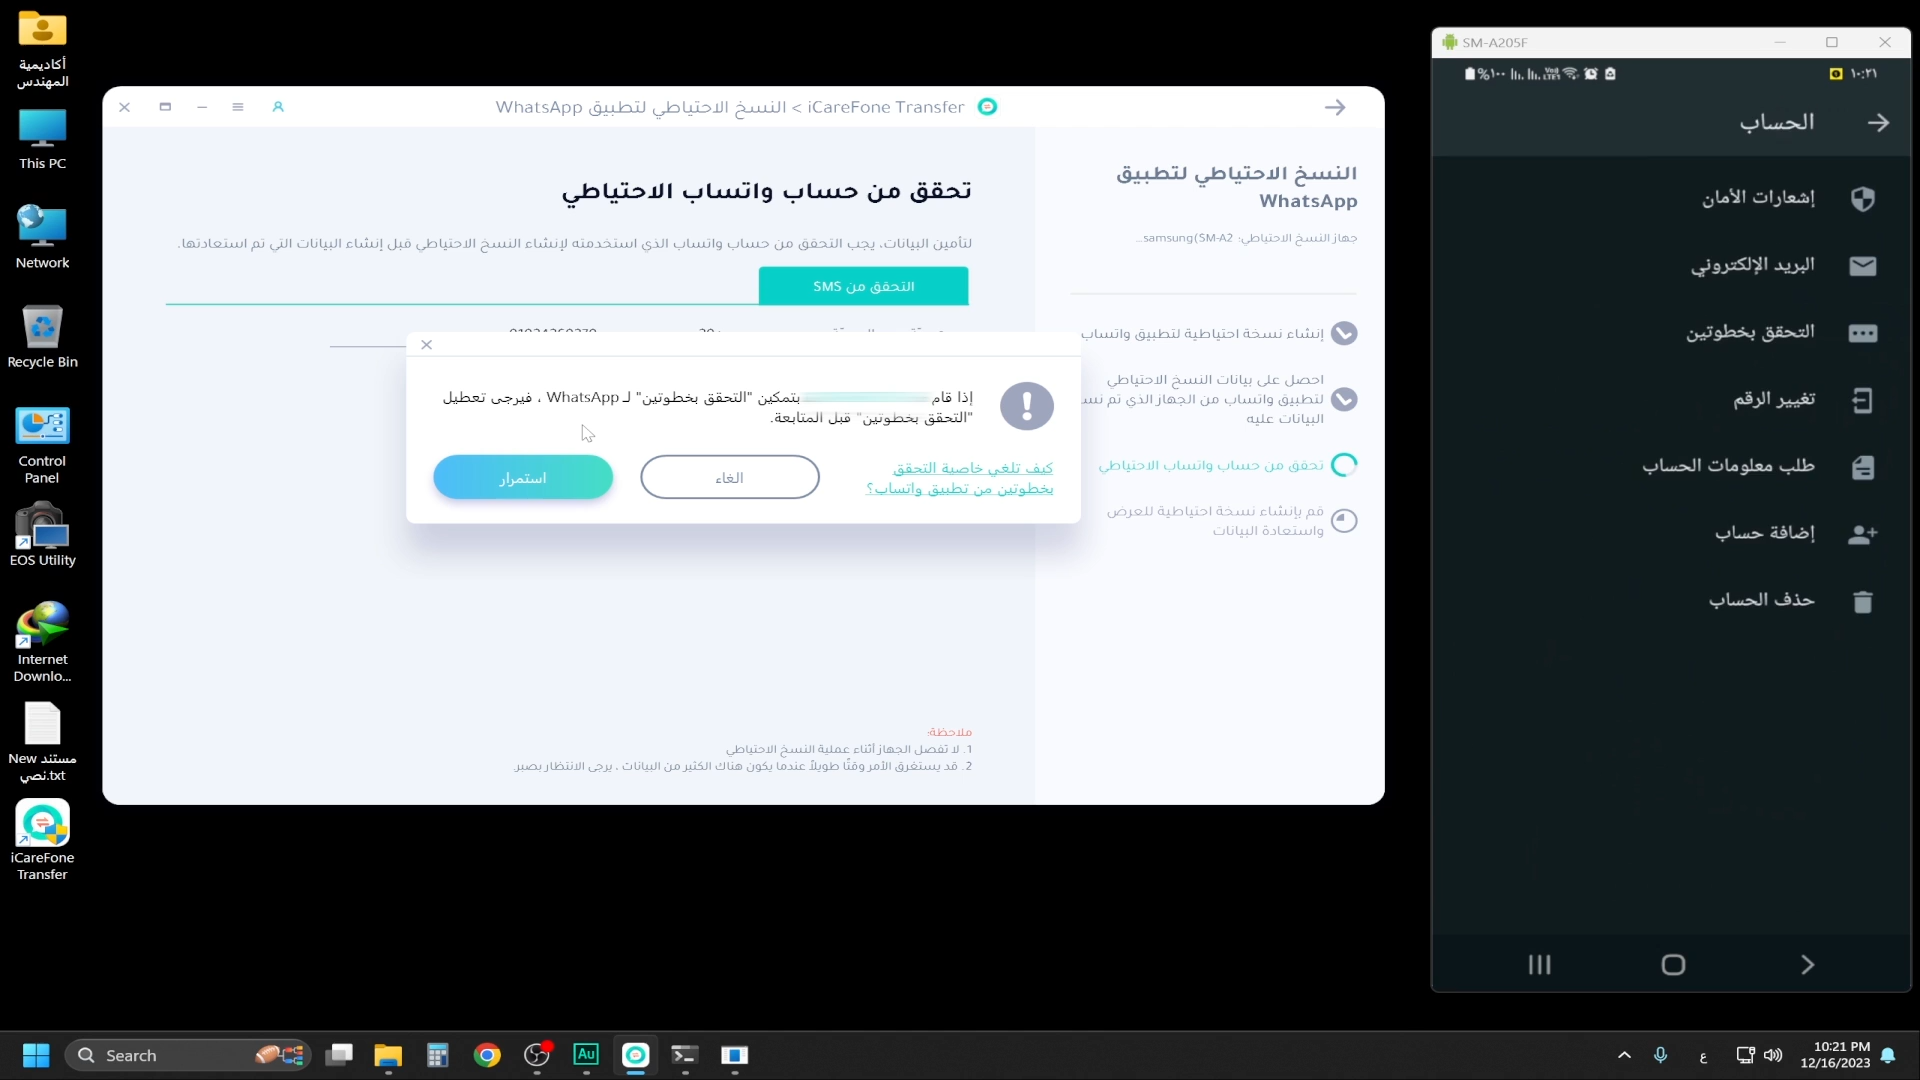 أكاديمية
المهندس
This PC
Network
Recycle Bin
Control
Panel
EOS Utility
Internet
Downlo...
New مستند
نصي.txt
iCareFone
Transfer
iCareFone Transfer > النسخ الاحتياطي لتطبيق WhatsApp
النسخ الاحتياطي لتطبيق
WhatsApp
جهاز النسخ الاحتياطي: samsung(SM-A2...
إنشاء نسخة احتياطية لتطبيق واتساب
احصل على بيانات النسخ الاحتياطي
لتطبيق واتساب من الجهاز الذي تم نسخ
البيانات عليه
تحقق من حساب واتساب الاحتياطي
قم بإنشاء نسخة احتياطية للعرض
واستعادة البيانات
تحقق من حساب واتساب الاحتياطي
لتأمين البيانات، يجب التحقق من حساب واتساب الذي استخدمته لإنشاء النسخ الاحتياطي قبل إنشاء البيانات التي تم استعادتها.
التحقق من SMS
إذا قام بتمكين "التحقق بخطوتين" لـ WhatsApp ، فيرجى تعطيل
"التحقق بخطوتين" قبل المتابعة.
كيف تلغي خاصية التحقق
بخطوتين من تطبيق واتساب؟
الغاء
استمرار
ملاحظة:
1. لا تفصل الجهاز أثناء عملية النسخ الاحتياطي
2. قد يستغرق الأمر وقتًا طويلاً عندما يكون هناك الكثير من البيانات ، يرجى الانتظار بصبر.
SM-A205F
١٠:٢١
%١٠٠
الحساب
إشعارات الأمان
البريد الإلكتروني
التحقق بخطوتين
تغيير الرقم
طلب معلومات الحساب
إضافة حساب
حذف الحساب
Search
Au
ع
10:21 PM
12/16/2023